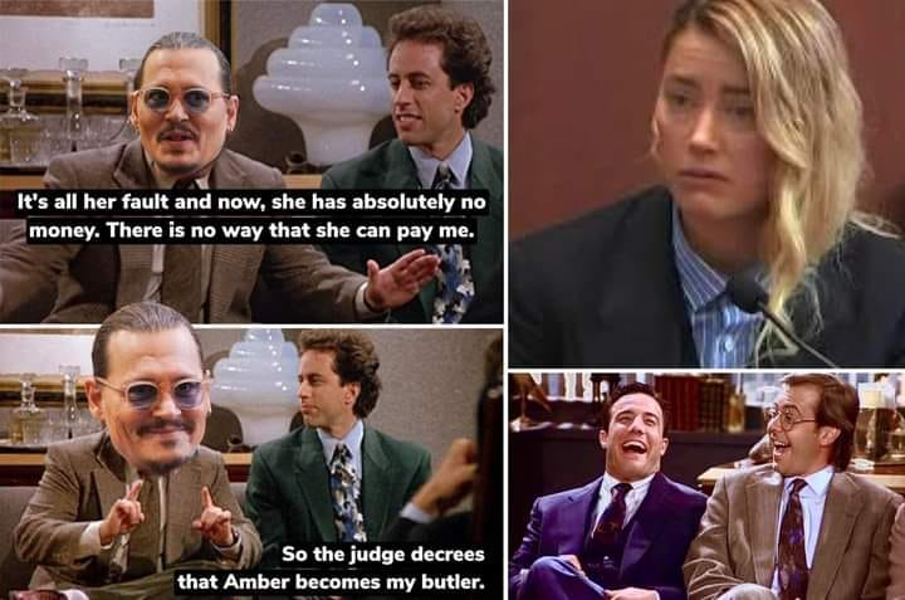 It's all her fault and now, she has absolutely no
money. There is no way that she can pay me.
So the judge decrees
that Amber becomes my butler.